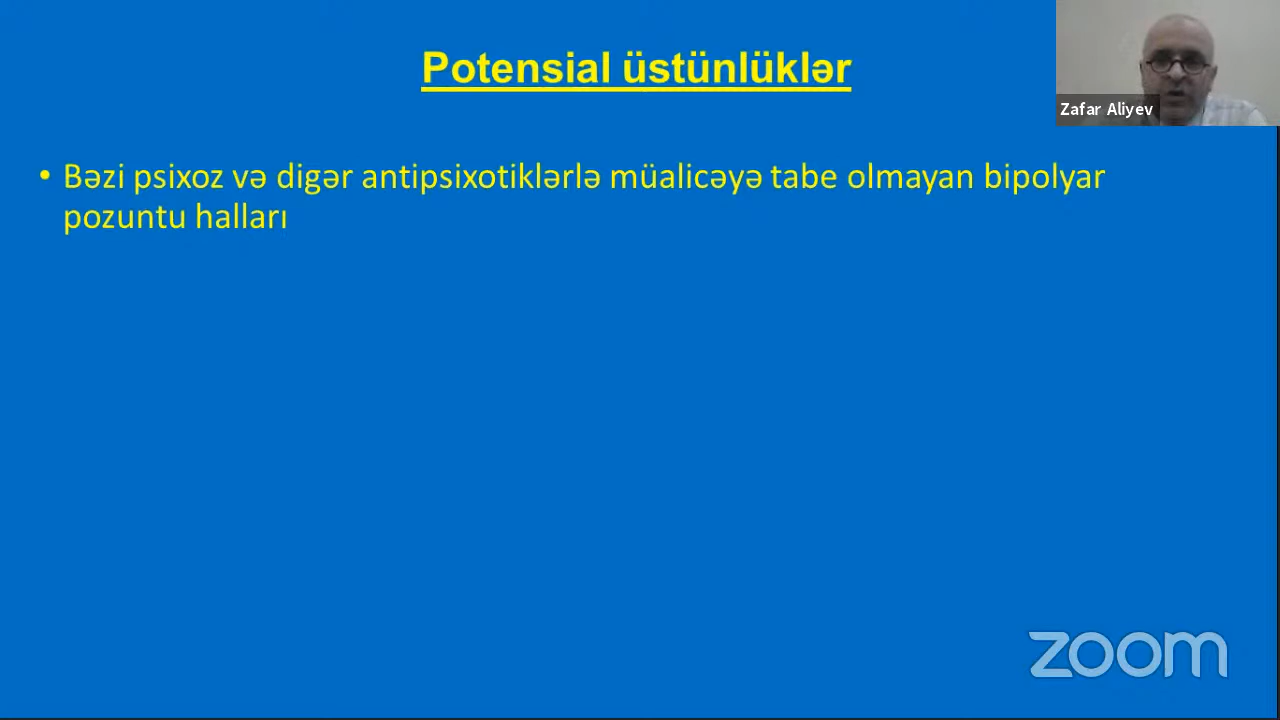 Potensial üstünlüklər
Zafar Aliyev
• Bəzi psixoz və digər antipsixotiklərlə müalicəyə tabe olmayan bipolyar
pozuntu halları
zoom